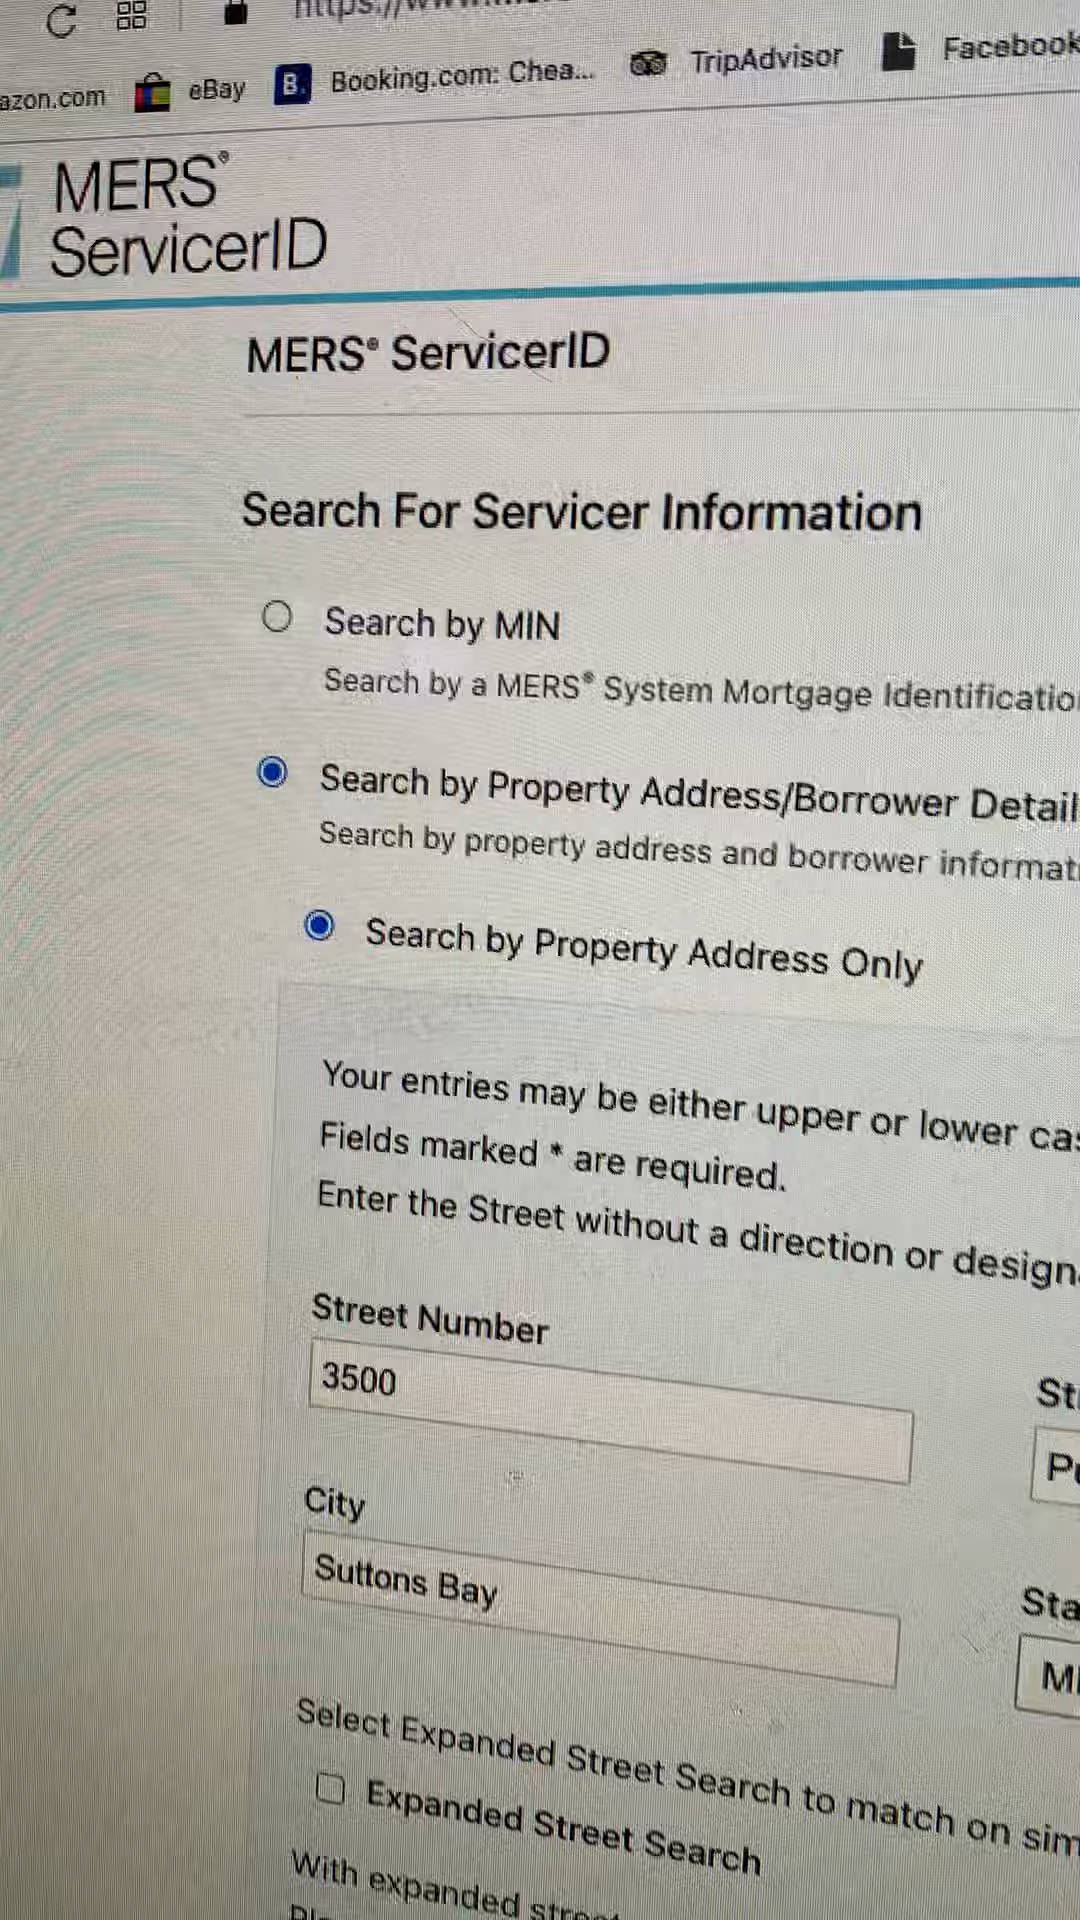 azon.com eBay B. Booking.com: Chea... TripAdvisor Facebook
MERS®
ServicerID
MERS® ServicerID
Search For Servicer Information
Search by MIN
Search by a MERS® System Mortgage Identificatio
Search by Property Address/Borrower Detail
Search by property address and borrower informat
Search by Property Address Only
Your entries may be either upper or lower cas
Fields marked * are required.
Enter the Street without a direction or design
Street Number
3500
St
City
Suttons Bay
Sta
MI
Select Expanded Street Search to match on sim
Expanded Street Search
With expanded street